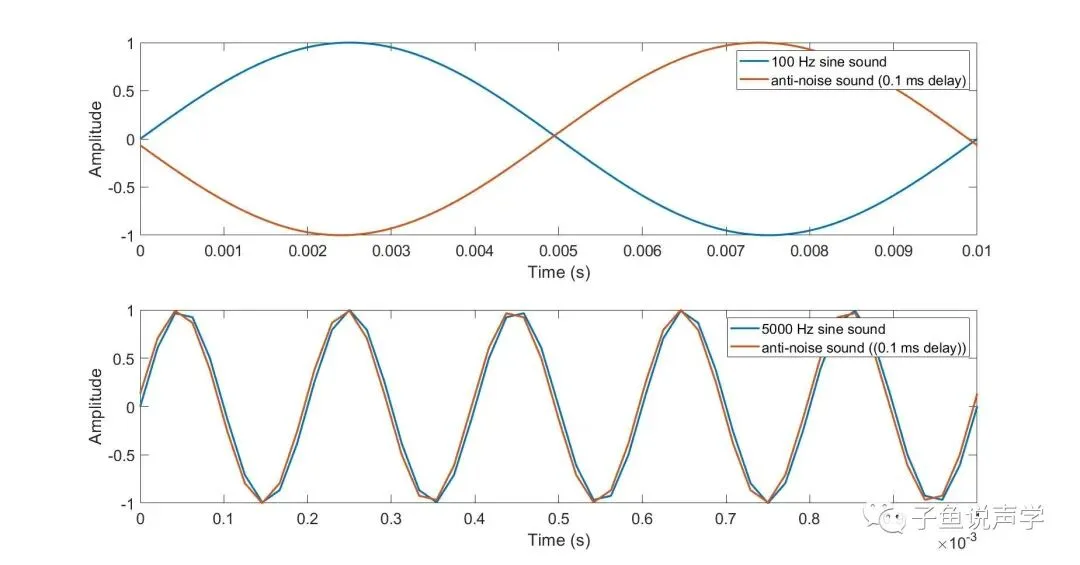 1
0.5
0
-0.5
-1
Amplitude
100 Hz sine sound
anti-noise sound (0.1 ms delay)
0 0.001 0.002 0.003 0.004 0.005 0.006 0.007 0.008 0.009 0.01
Time (s)
1
0.5
0
-0.5
-1
Amplitude
5000 Hz sine sound
anti-noise sound ((0.1 ms delay))
0 0.1 0.2 0.3 0.4 0.5 0.6 0.7 0.8
Time (s)
×10-3
子鱼说声学